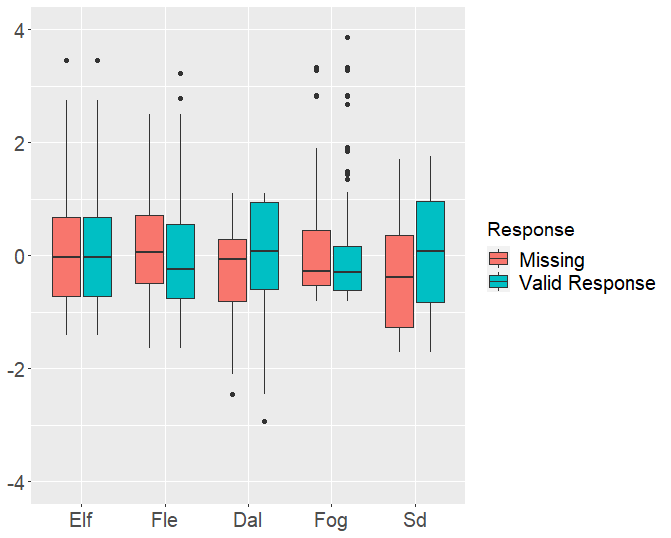 4
2
0
-2
-4
Elf Fle Dal Fog Sd
Response
Missing
Valid Response